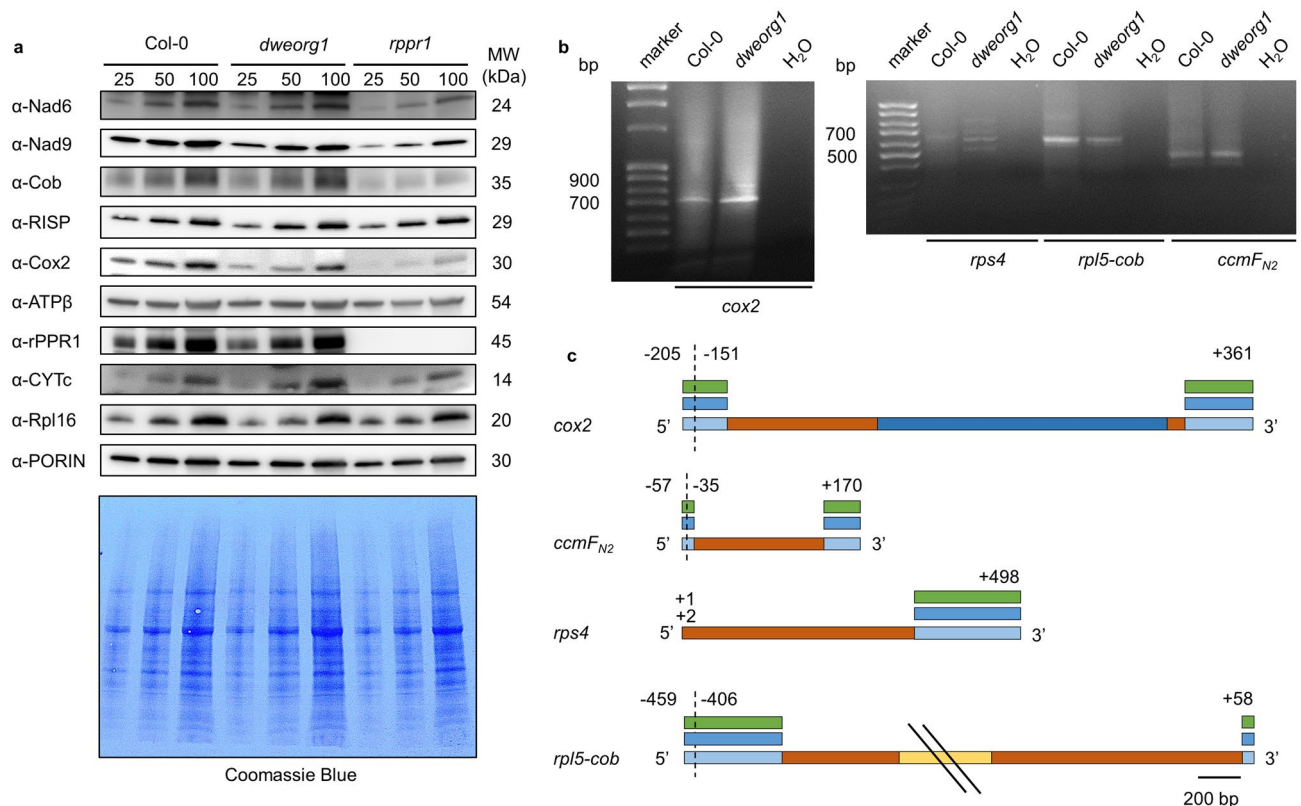 a
Col-0 dweorg1 rppr1 MW
(kDa)
25 50 100 25 50 100 25 50 100
α-Nad6 24
α-Nad9 29
α-Cob 35
α-RISP 29
α-Cox2 30
α-ATPβ 54
α-rPPR1 45
α-CYTc 14
α-Rpl16 20
α-PORIN 30
Coomassie Blue
b
bp marker Col-0 dweorg1 H₂O
900
700
cox2
bp marker Col-0 dweorg1 H₂O Col-0 dweorg1 H₂O Col-0 dweorg1 H₂O
700
500
rps4 rpl5-cob ccmF_N2
c
-205 -151 +361
cox2 5’ 3’
-57 -35 +170
ccmF_N2 5’ 3’
+498
+1
+2
rps4 5’ 3’
-459 -406 +58
rpl5-cob 5’ 3’
200 bp